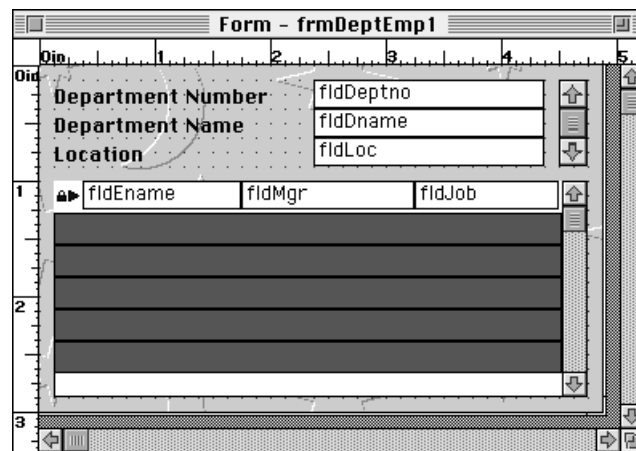 Form - frmDeptEmp1
0in 1 2 3 4 5
0in
Department Number fldDeptno
Department Name fldDname
Location fldLoc
1
fldEname fldMgr fldJob
2
3